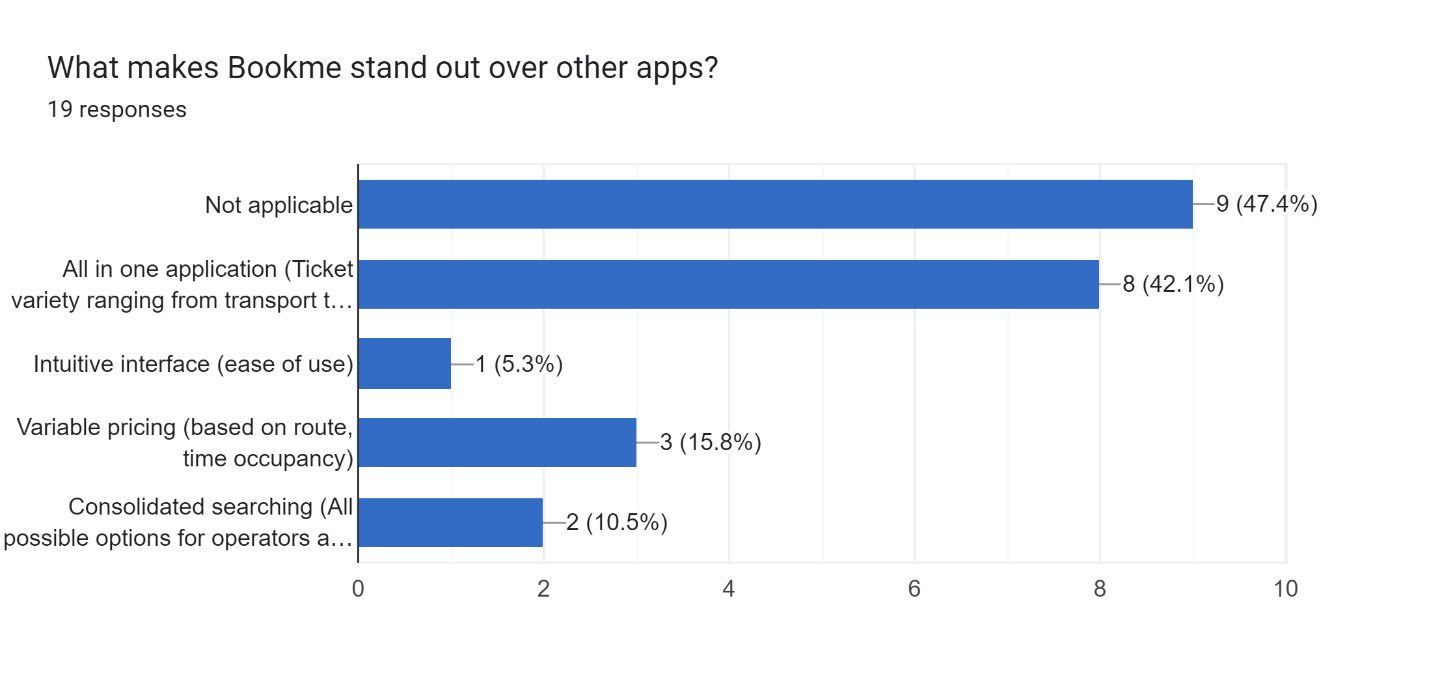 What makes Bookme stand out over other apps?
19 responses
Not applicable
9 (47.4%)
All in one application (Ticket
variety ranging from transport t…
8 (42.1%)
Intuitive interface (ease of use)
1 (5.3%)
Variable pricing (based on route,
time occupancy)
3 (15.8%)
Consolidated searching (All
possible options for operators a…
2 (10.5%)
0 2 4 6 8 10